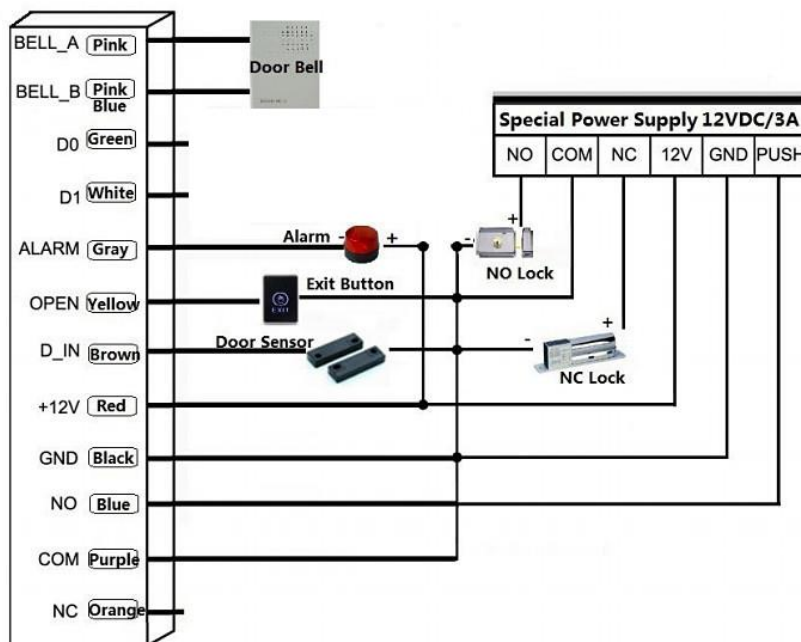 BELL_A Pink
Door Bell
BELL_B Pink Blue
D0 Green
D1 White
ALARM Gray
Alarm - +
OPEN Yellow
EXIT
Exit Button
D_IN Brown
Door Sensor
+12V Red
GND Black
NO Blue
COM Purple
NC Orange
Special Power Supply 12VDC/3A
NO COM NC 12V GND PUSH
- +
NO Lock
- +
NC Lock